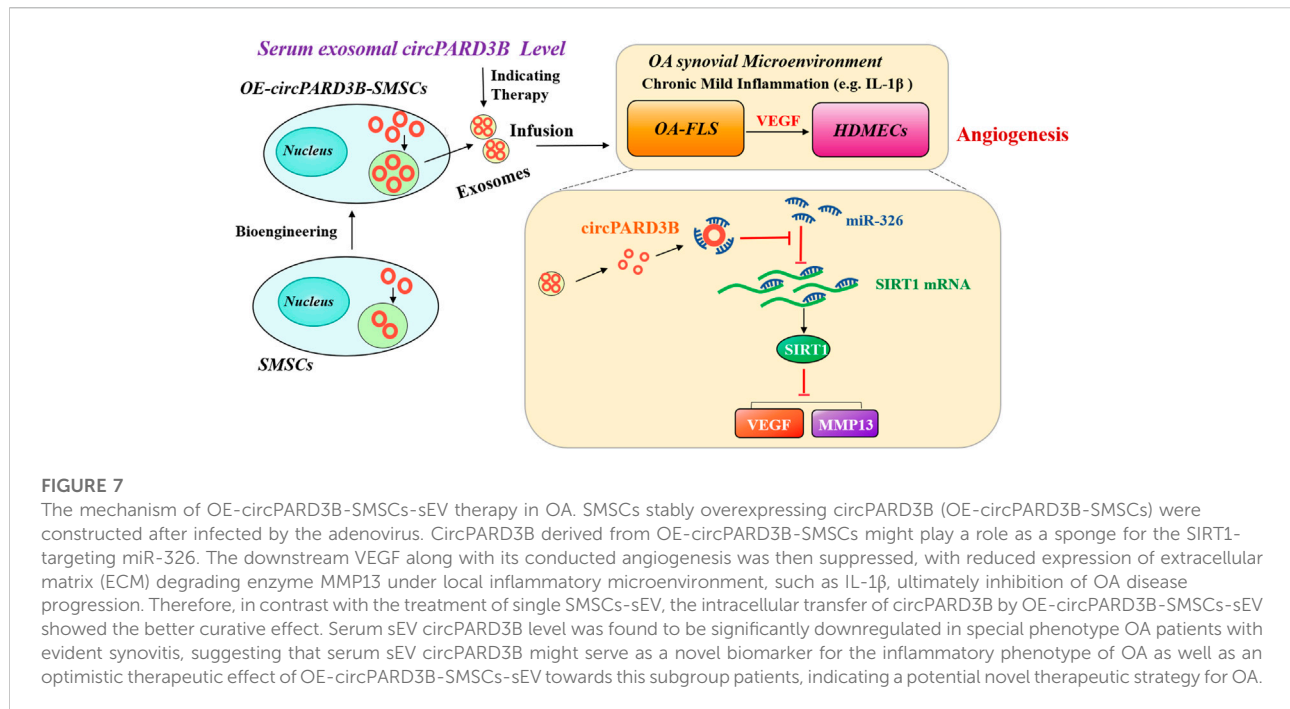 Serum exosomal circPARD3B Level
OE-circPARD3B-SMSCs
Indicating
Therapy
Nucleus
Infusion
Exosomes
Bioengineering
Nucleus
SMSCs
OA synovial Microenvironment
Chronic Mild Inflammation (e.g. IL-1β )
OA-FLS
VEGF
HDMECs
Angiogenesis
circPARD3B
miR-326
SIRT1 mRNA
SIRT1
VEGF
MMP13
FIGURE 7
The mechanism of OE-circPARD3B-SMSCs-sEV therapy in OA. SMSCs stably overexpressing circPARD3B (OE-circPARD3B-SMSCs) were
constructed after infected by the adenovirus. CircPARD3B derived from OE-circPARD3B-SMSCs might play a role as a sponge for the SIRT1-
targeting miR-326. The downstream VEGF along with its conducted angiogenesis was then suppressed, with reduced expression of extracellular
matrix (ECM) degrading enzyme MMP13 under local inflammatory microenvironment, such as IL-1β, ultimately inhibition of OA disease
progression. Therefore, in contrast with the treatment of single SMSCs-sEV, the intracellular transfer of circPARD3B by OE-circPARD3B-SMSCs-sEV
showed the better curative effect. Serum sEV circPARD3B level was found to be significantly downregulated in special phenotype OA patients with
evident synovitis, suggesting that serum sEV circPARD3B might serve as a novel biomarker for the inflammatory phenotype of OA as well as an
optimistic therapeutic effect of OE-circPARD3B-SMSCs-sEV towards this subgroup patients, indicating a potential novel therapeutic strategy for OA.